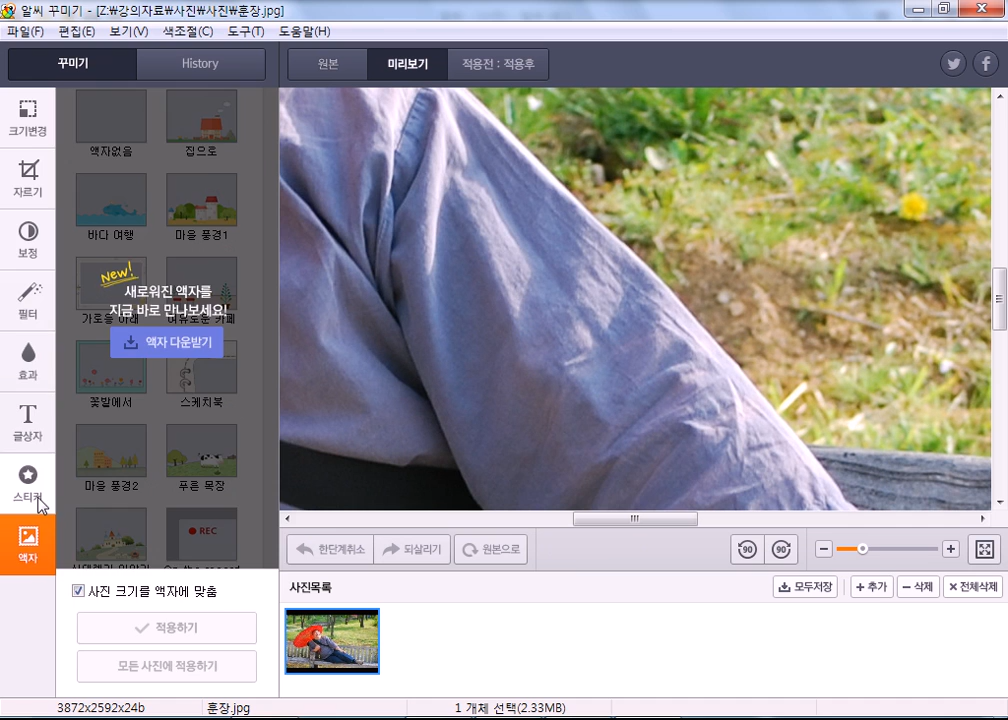 알씨 꾸미기 - [Z:₩강의자료₩사진₩사진₩훈장.jpg]
파일(F) 편집(E) 보기(V) 색조절(C) 도구(T) 도움말(H)
꾸미기 History 원본 미리보기 적용전 : 적용후
크기변경
자르기
보정
필터
효과
글상자
스티커
액자
액자없음 집으로
바다 여행 마을 풍경1
New!
새로워진 액자를
지금 바로 만나보세요!
액자 다운받기
꽃밭에서 스케치북
마을 풍경2 푸른 목장
REC
On the record
사진 크기를 액자에 맞춤
적용하기
모든 사진에 적용하기
한단계취소 되살리기 원본으로 90 90
사진목록 모두저장 + 추가 - 삭제 × 전체삭제
3872x2592x24b 훈장.jpg 1 개체 선택(2.33MB)